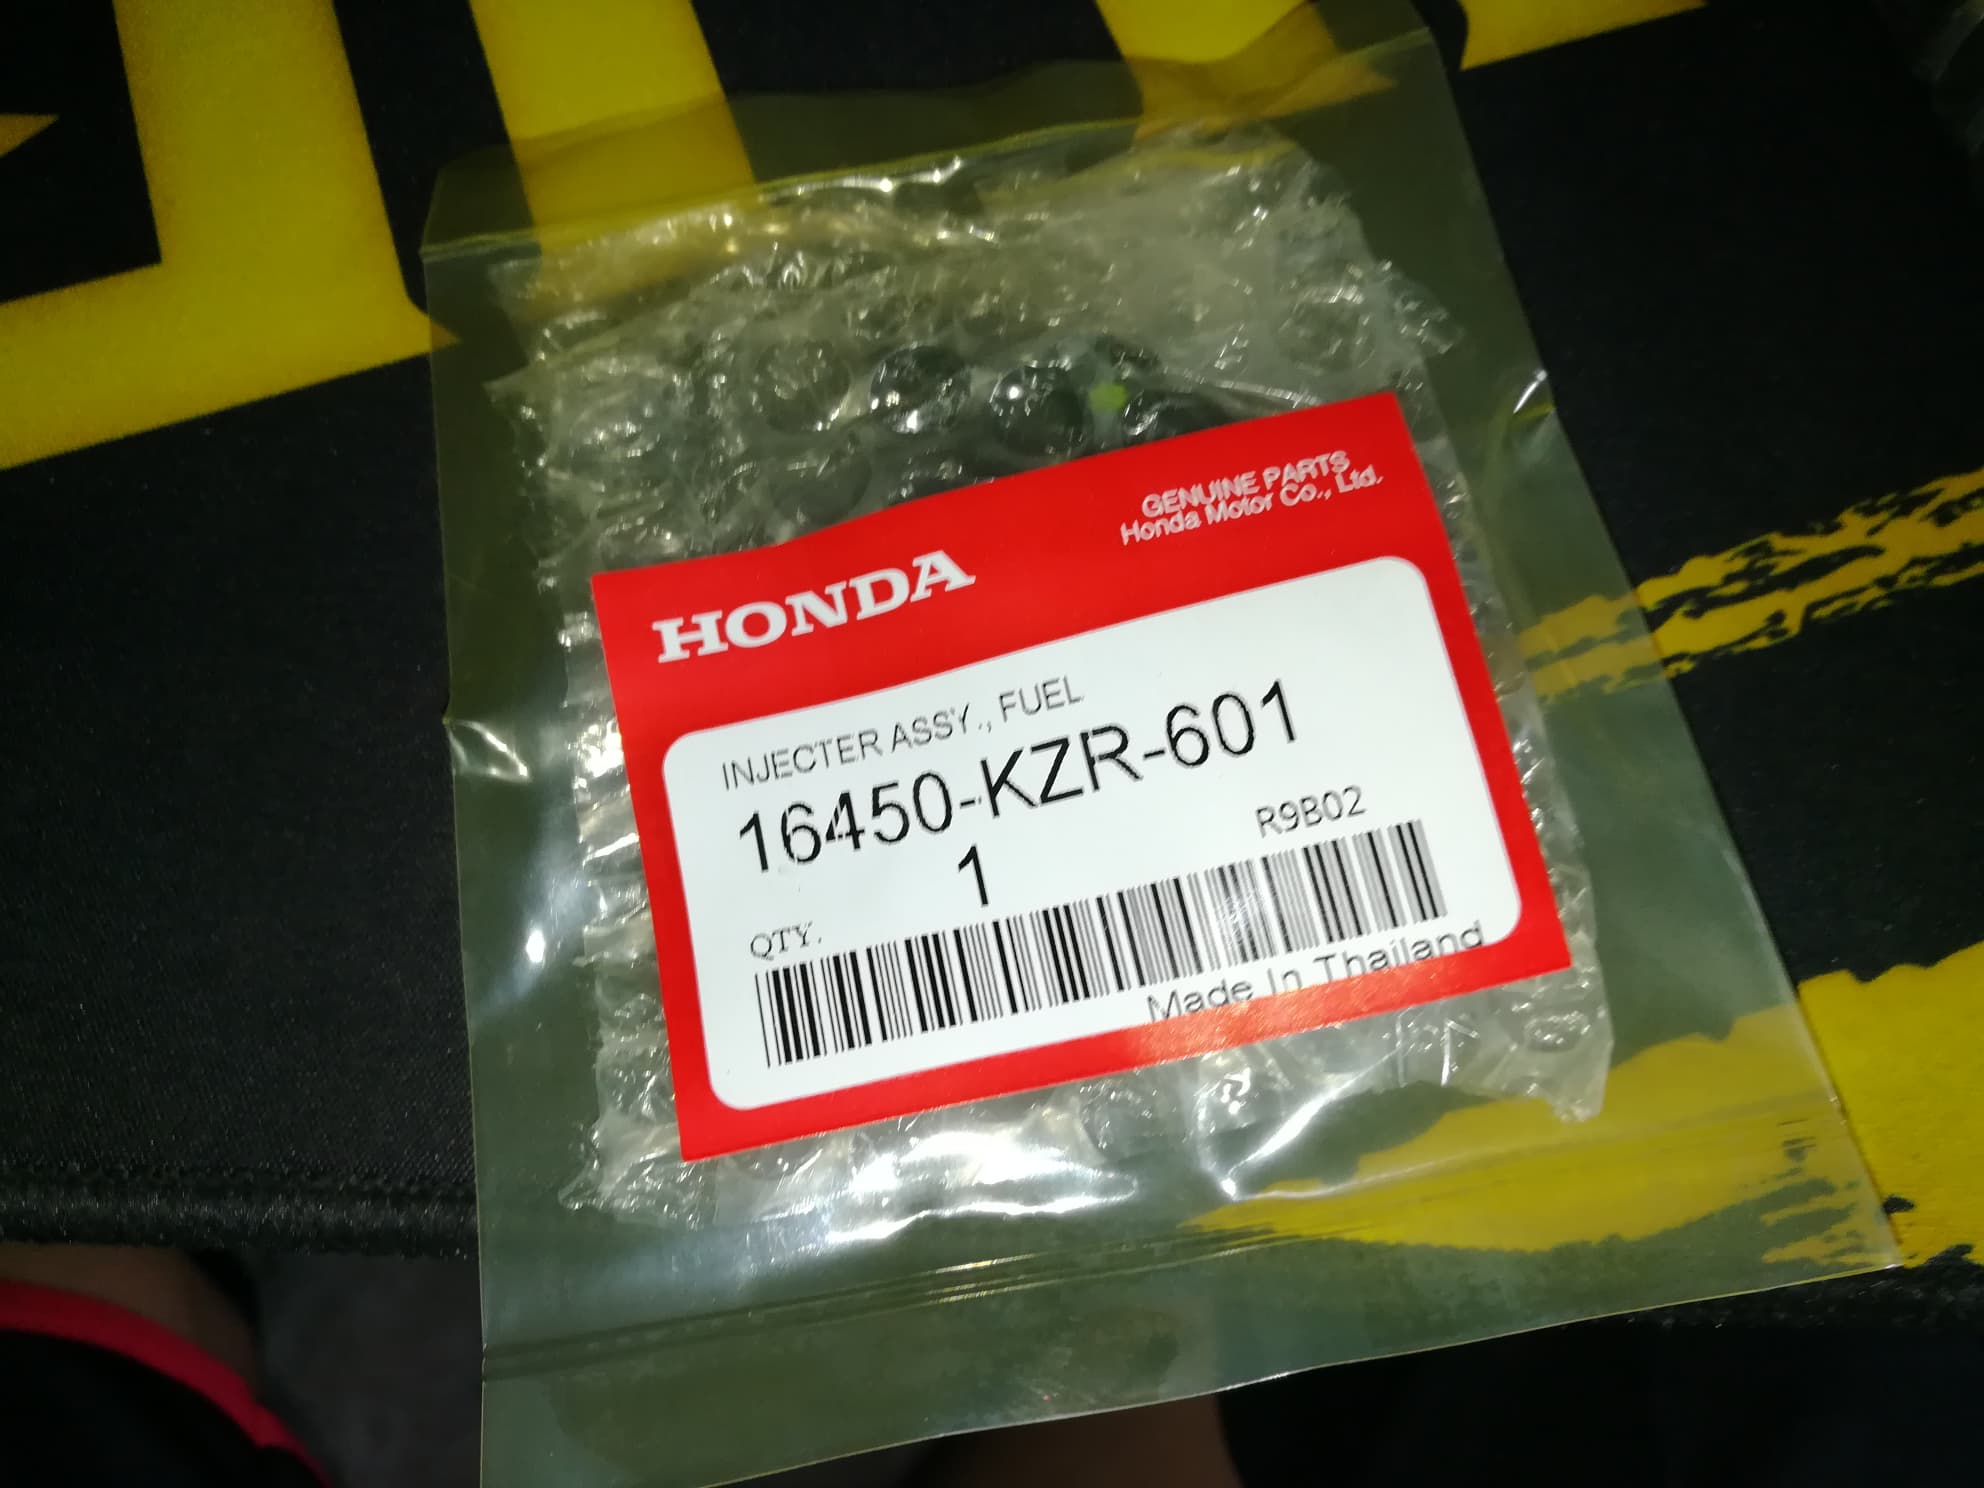 GENUINE PARTS
Honda Motor Co., Ltd.
HONDA
INJECTER ASSY., FUEL
16450-KZR-601
1
R9B02
QTY.
Made In Thailand